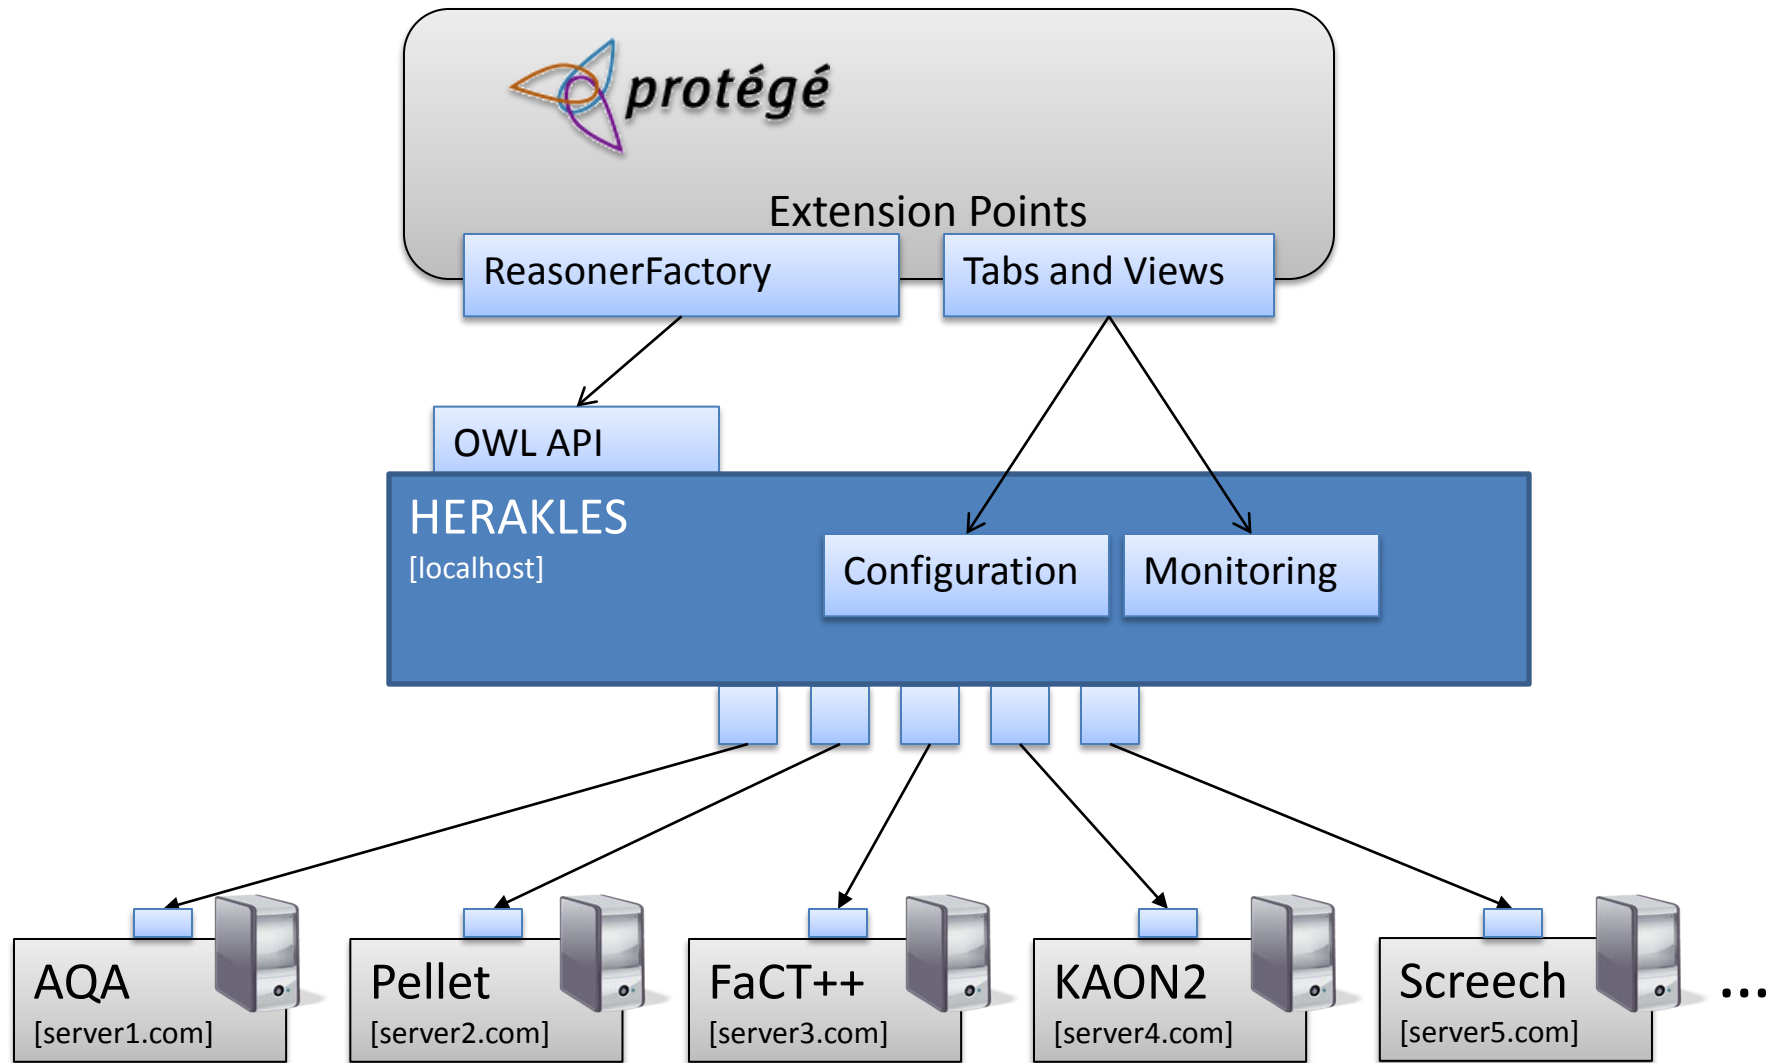 protégé
Extension Points
ReasonerFactory
Tabs and Views
OWL API
HERAKLES
[localhost]
Configuration
Monitoring
AQA
[server1.com]
Pellet
[server2.com]
FaCT++
[server3.com]
KAON2
[server4.com]
Screech
[server5.com]
...